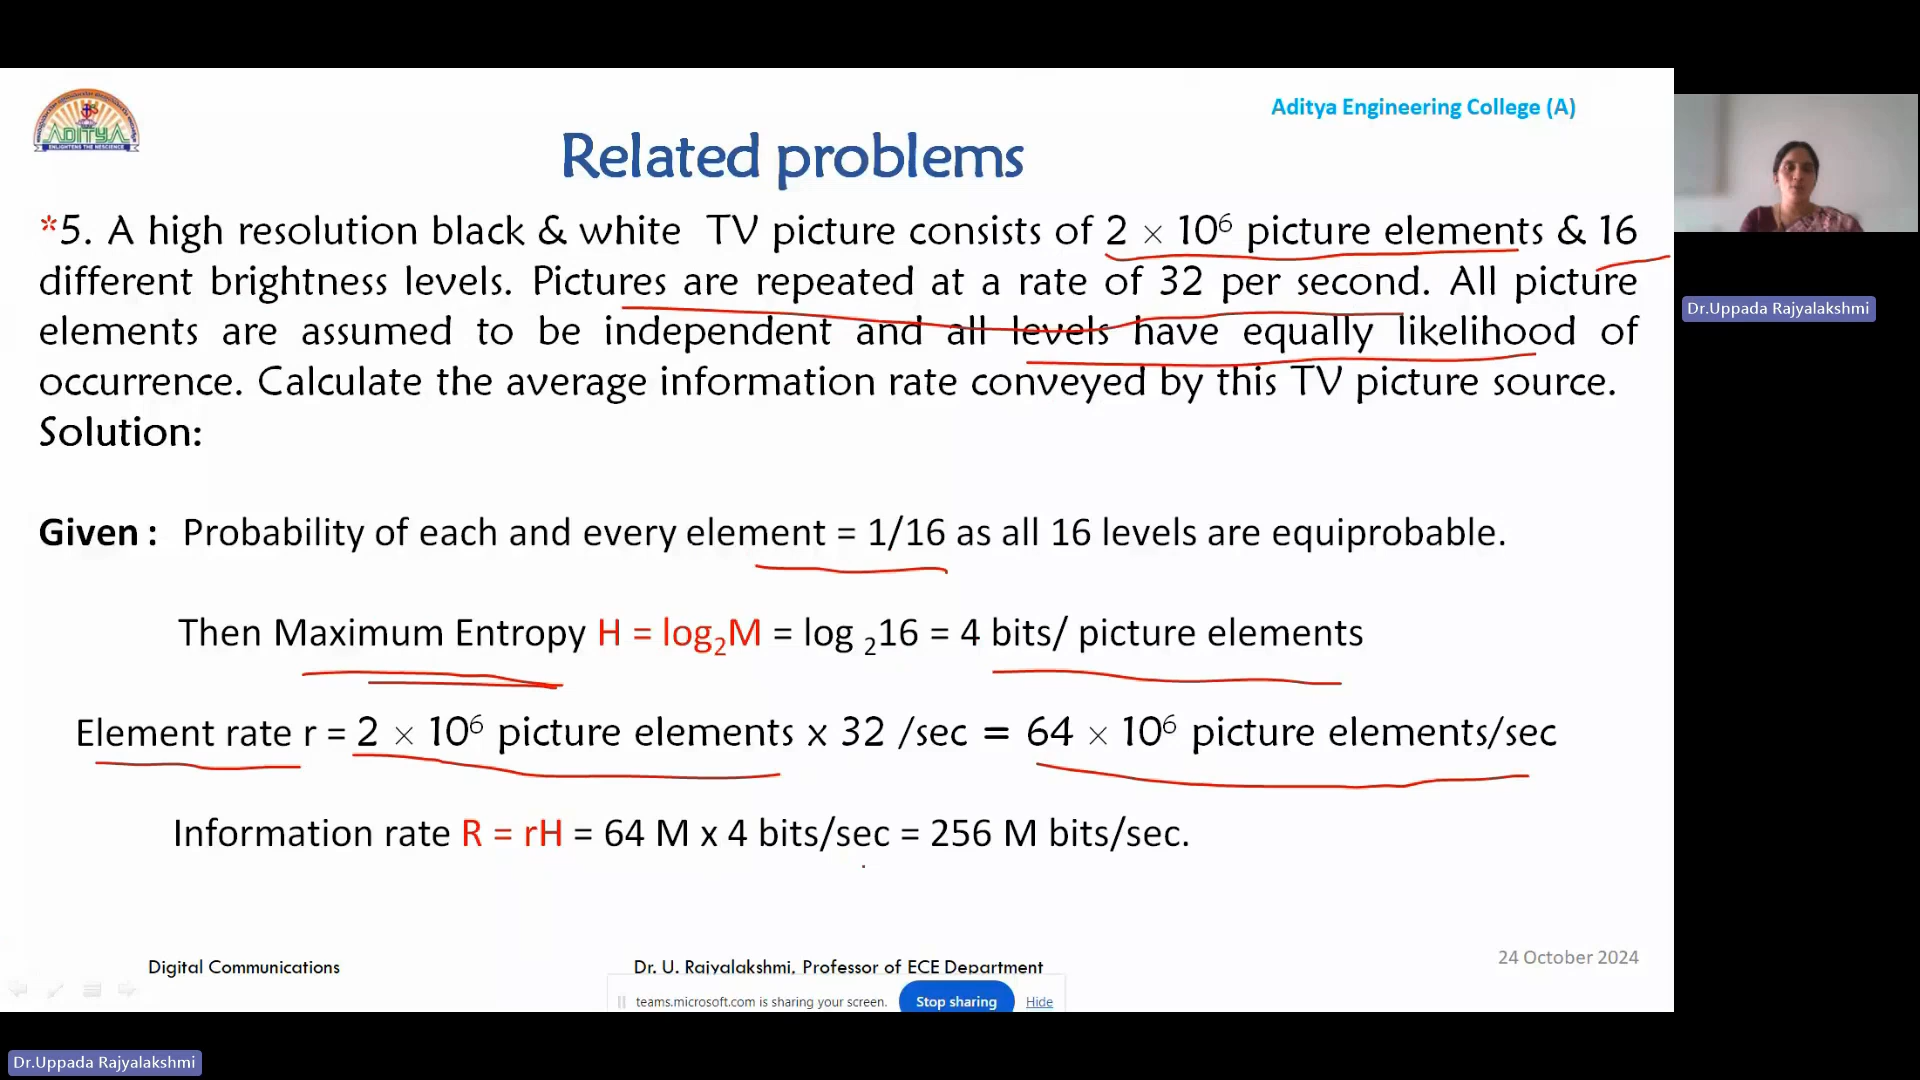 Aditya Engineering College (A)
ADITYA
ENLIGHTENS THE NESCIENCE
Related problems
*5. A high resolution black & white TV picture consists of 2 × 10⁶ picture elements & 16
different brightness levels. Pictures are repeated at a rate of 32 per second. All picture
elements are assumed to be independent and all levels have equally likelihood of
occurrence. Calculate the average information rate conveyed by this TV picture source.
Solution:
Given : Probability of each and every element = 1/16 as all 16 levels are equiprobable.
Then Maximum Entropy H = log₂M = log ₂16 = 4 bits/ picture elements
Element rate r = 2 × 10⁶ picture elements x 32 /sec = 64 × 10⁶ picture elements/sec
Information rate R = rH = 64 M x 4 bits/sec = 256 M bits/sec.
Digital Communications
Dr. U. Rajyalakshmi, Professor of ECE Department
24 October 2024
teams.microsoft.com is sharing your screen.
Stop sharing
Hide
Dr.Uppada Rajyalakshmi
Dr.Uppada Rajyalakshmi